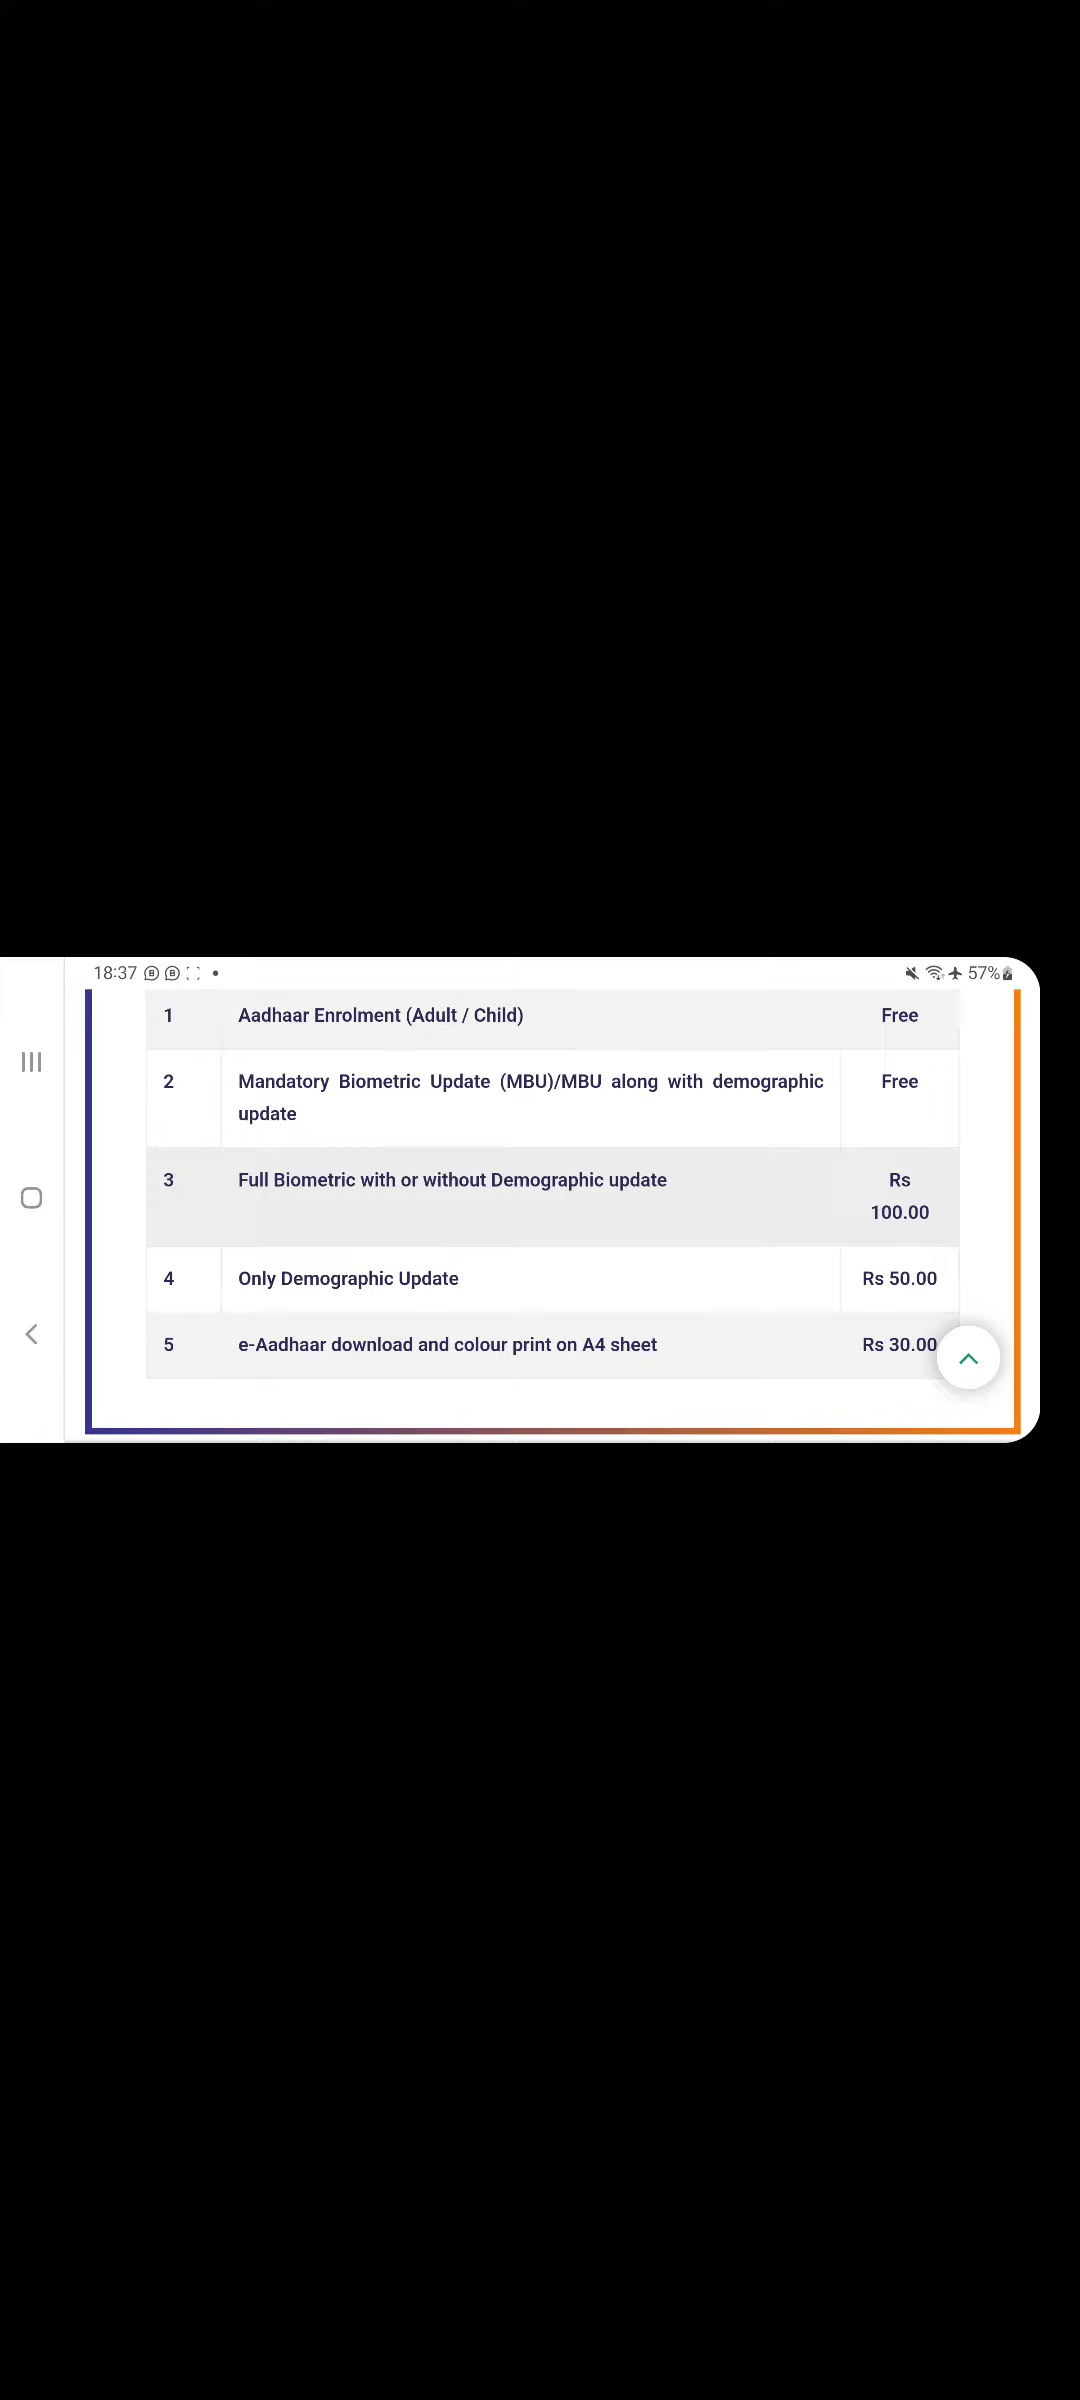 18:37 57%
1 Aadhaar Enrolment (Adult / Child) Free
2 Mandatory Biometric Update (MBU)/MBU along with demographic Free
update
3 Full Biometric with or without Demographic update Rs
100.00
4 Only Demographic Update Rs 50.00
5 e-Aadhaar download and colour print on A4 sheet Rs 30.00